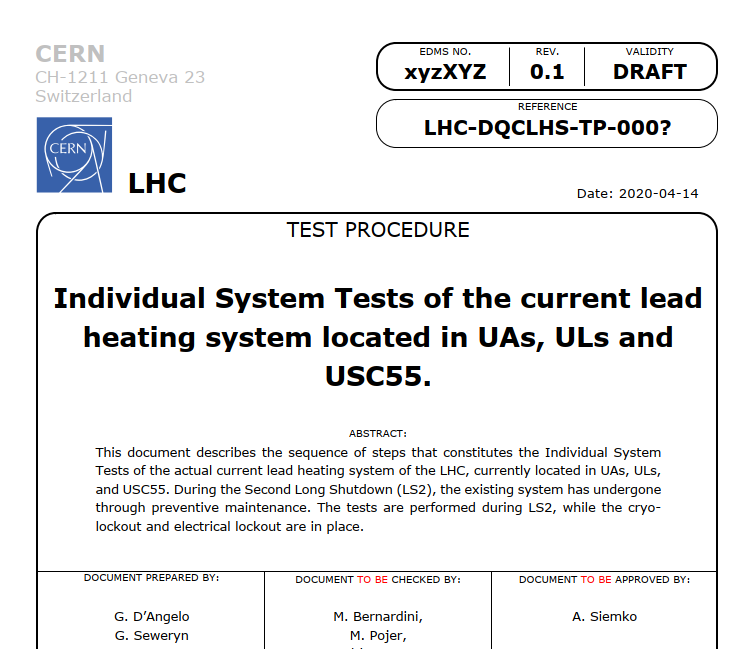 CERN
CH-1211 Geneva 23
Switzerland
EDMS NO.
REV.
VALIDITY
xyzXYZ
0.1
DRAFT
REFERENCE
LHC-DQCLHS-TP-000?
CERN
LHC
Date: 2020-04-14
TEST PROCEDURE
Individual System Tests of the current lead
heating system located in UAs, ULs and
USC55.
ABSTRACT:
This document describes the sequence of steps that constitutes the Individual System
Tests of the actual current lead heating system of the LHC, currently located in UAs, ULs,
and USC55. During the Second Long Shutdown (LS2), the existing system has undergone
through preventive maintenance. The tests are performed during LS2, while the cryo-
lockout and electrical lockout are in place.
DOCUMENT PREPARED BY:
G. D’Angelo
G. Seweryn
DOCUMENT TO BE CHECKED BY:
M. Bernardini,
M. Pojer,
DOCUMENT TO BE APPROVED BY:
A. Siemko